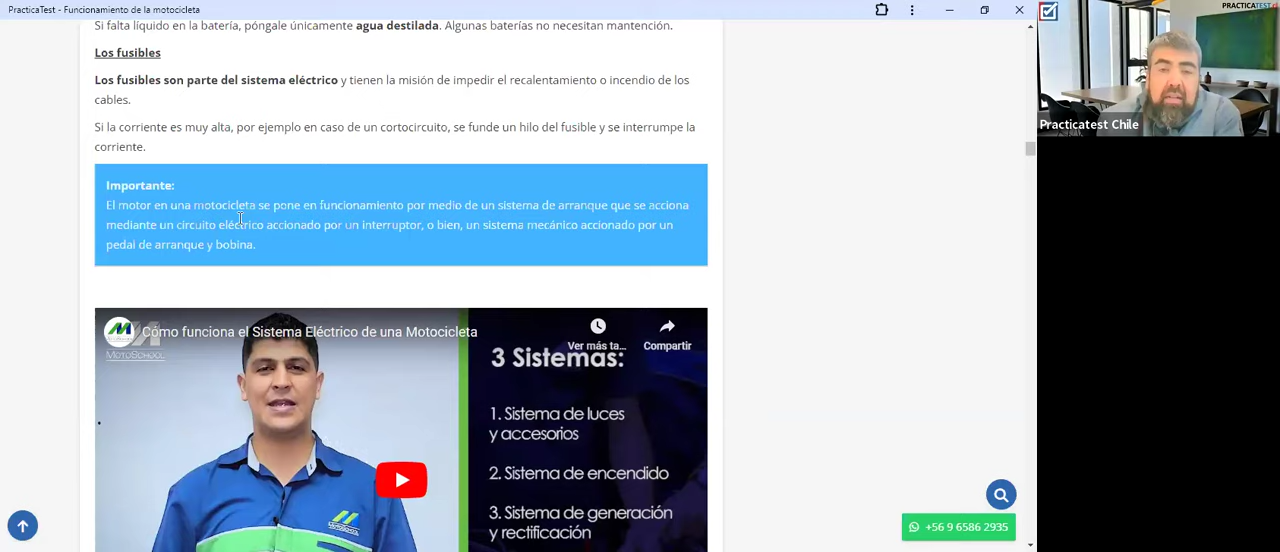 PracticaTest - Funcionamiento de la motocicleta
Si falta líquido en la batería, póngale únicamente agua destilada. Algunas baterías no necesitan mantención.
Los fusibles
Los fusibles son parte del sistema eléctrico y tienen la misión de impedir el recalentamiento o incendio de los
cables.
Si la corriente es muy alta, por ejemplo en caso de un cortocircuito, se funde un hilo del fusible y se interrumpe la
corriente.
Importante:
El motor en una motocicleta se pone en funcionamiento por medio de un sistema de arranque que se acciona
mediante un circuito eléctrico accionado por un interruptor, o bien, un sistema mecánico accionado por un
pedal de arranque y bobina.
Cómo funciona el Sistema Eléctrico de una Motocicleta
Ver más ta...
Compartir
MOTOSCHOOL
3 Sistemas:
1. Sistema de luces
y accesorios
2. Sistema de encendido
3. Sistema de generación
y rectificación
+56 9 6586 2935
PRACTICATEST
Practicatest Chile